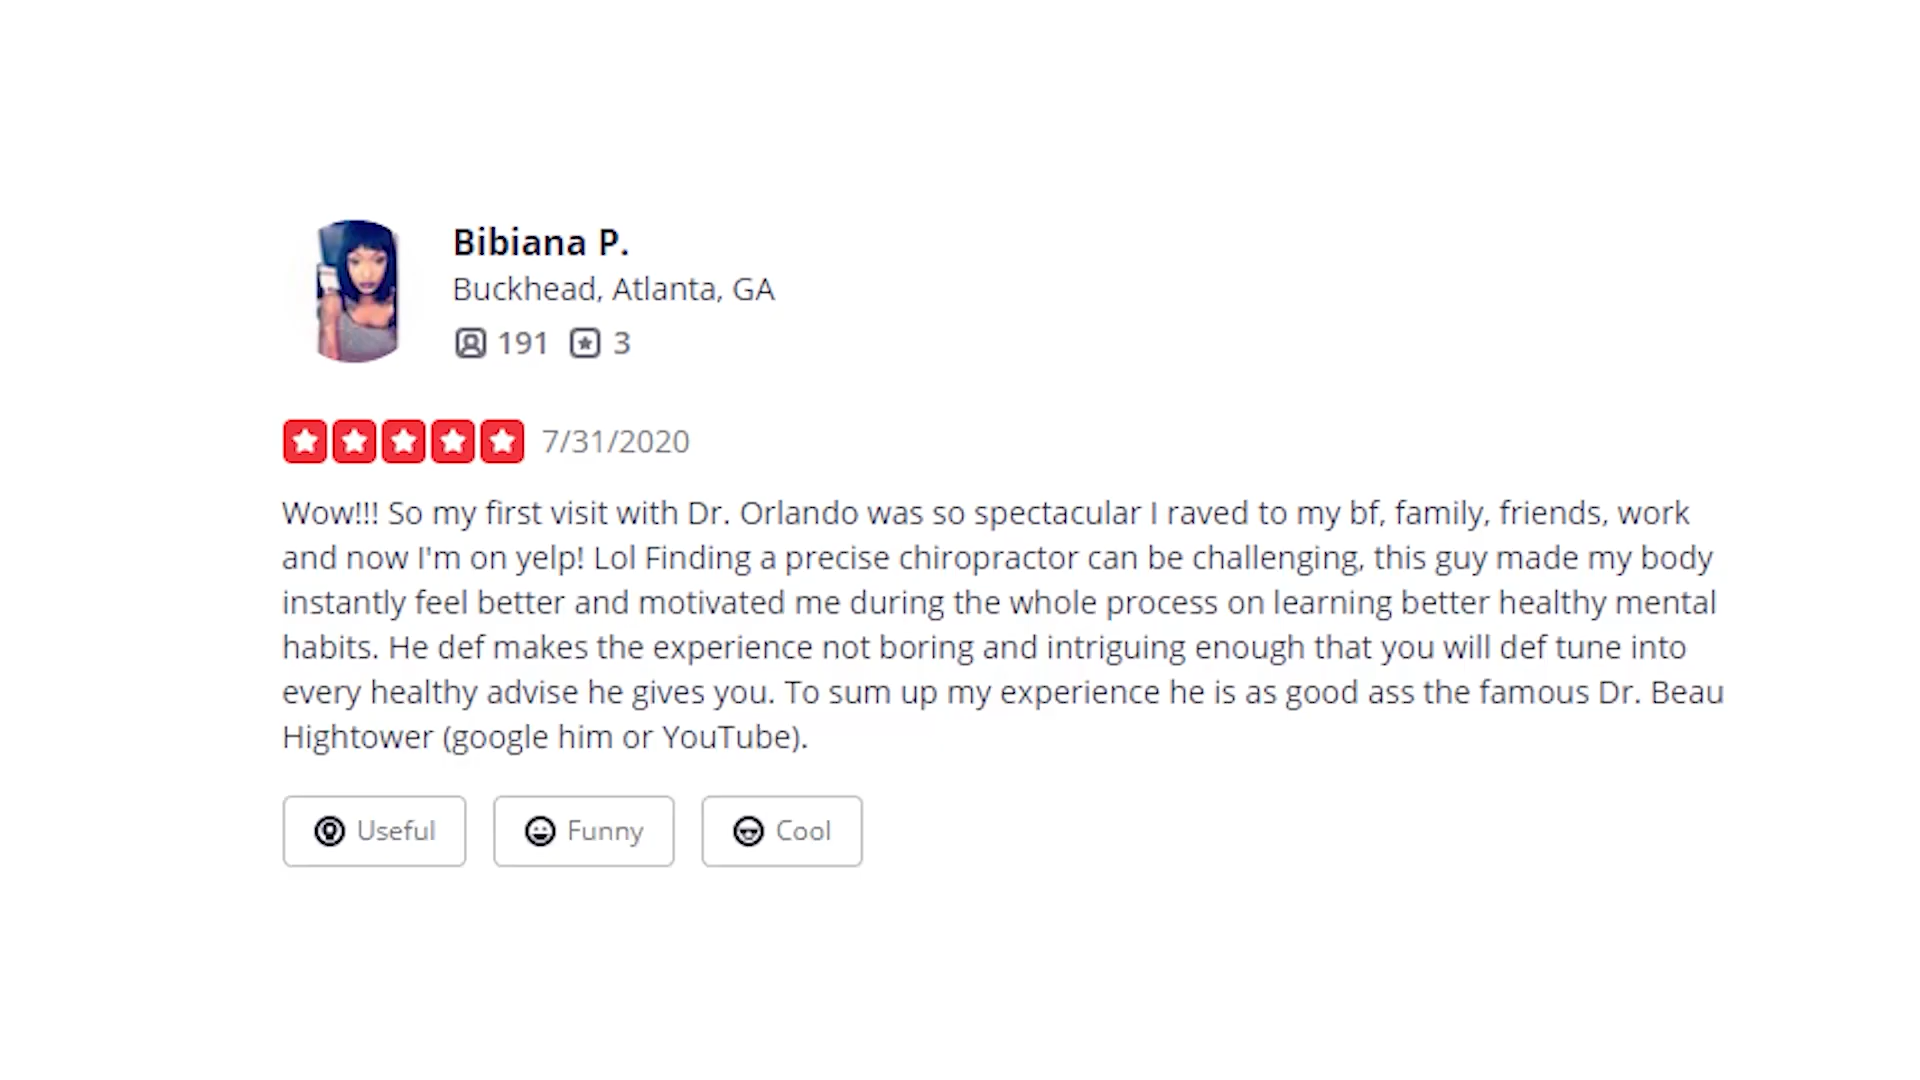 Bibiana P.
Buckhead, Atlanta, GA
191 3
7/31/2020
Wow!!! So my first visit with Dr. Orlando was so spectacular I raved to my bf, family, friends, work
and now I'm on yelp! Lol Finding a precise chiropractor can be challenging, this guy made my body
instantly feel better and motivated me during the whole process on learning better healthy mental
habits. He def makes the experience not boring and intriguing enough that you will def tune into
every healthy advise he gives you. To sum up my experience he is as good ass the famous Dr. Beau
Hightower (google him or YouTube).
Useful Funny Cool